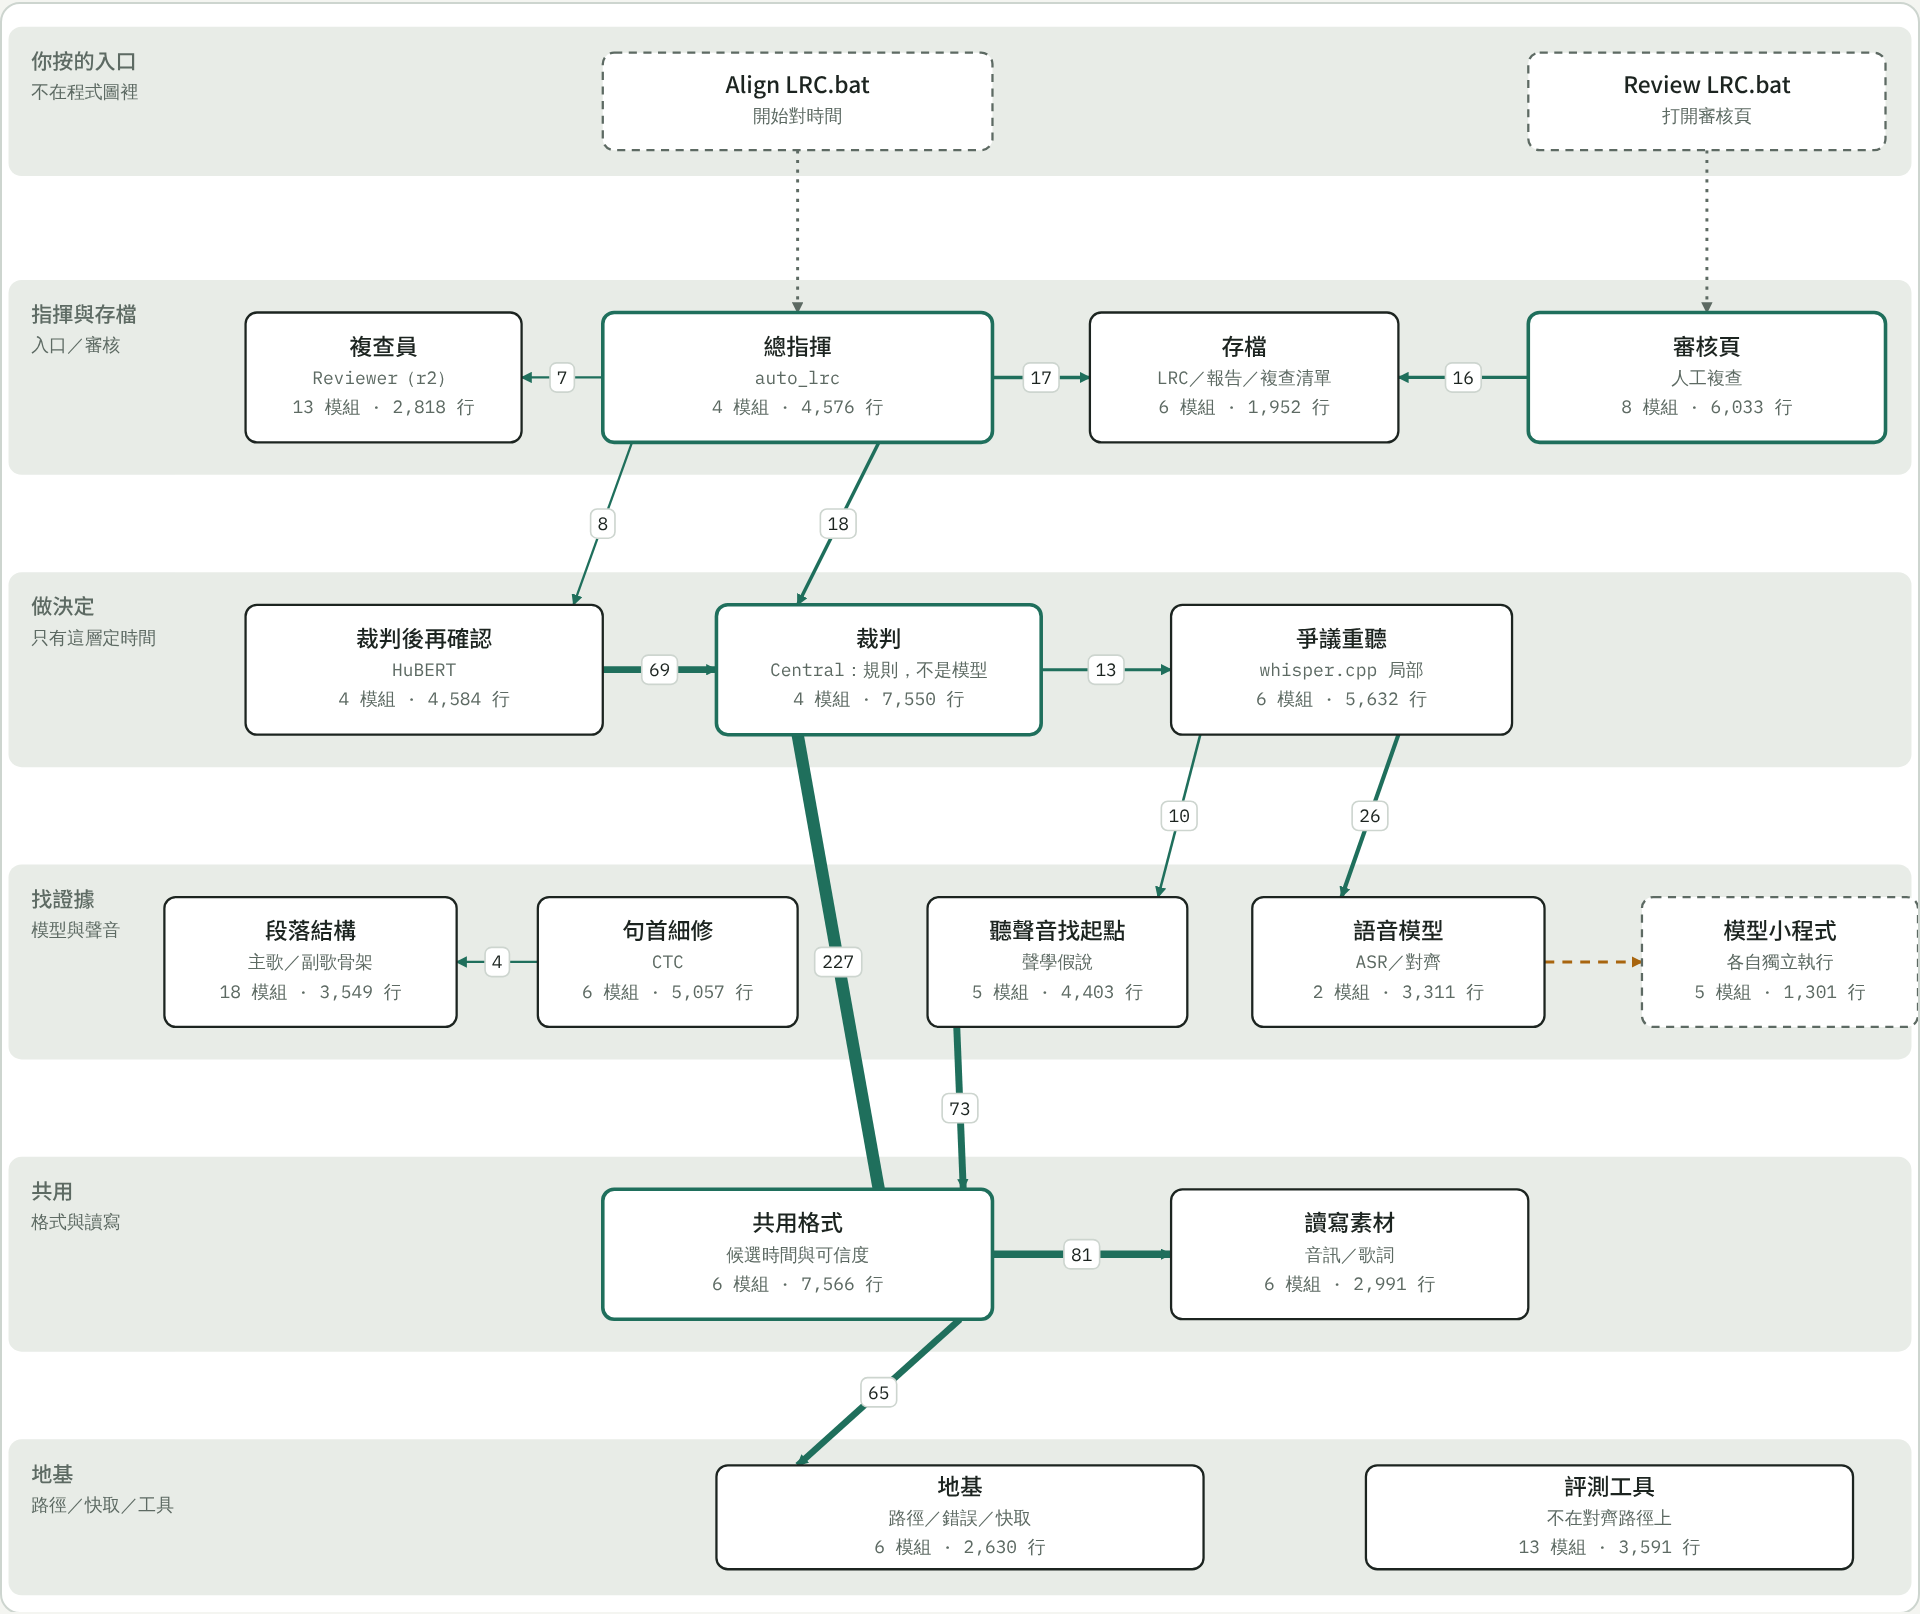 你按的入口
不在程式圖裡
Align LRC.bat
開始對時間
Review LRC.bat
打開審核頁
指揮與存檔
入口／審核
複查員
Reviewer（r2）
13 模組 · 2,818 行
7
總指揮
auto_lrc
4 模組 · 4,576 行
17
存檔
LRC／報告／複查清單
6 模組 · 1,952 行
16
審核頁
人工複查
8 模組 · 6,033 行
8
18
做決定
只有這層定時間
裁判後再確認
HuBERT
4 模組 · 4,584 行
69
裁判
Central：規則，不是模型
4 模組 · 7,550 行
13
爭議重聽
whisper.cpp 局部
6 模組 · 5,632 行
10
26
找證據
模型與聲音
段落結構
主歌／副歌骨架
18 模組 · 3,549 行
4
句首細修
CTC
6 模組 · 5,057 行
227
聽聲音找起點
聲學假說
5 模組 · 4,403 行
語音模型
ASR／對齊
2 模組 · 3,311 行
模型小程式
各自獨立執行
5 模組 · 1,301 行
73
共用
格式與讀寫
共用格式
候選時間與可信度
6 模組 · 7,566 行
81
讀寫素材
音訊／歌詞
6 模組 · 2,991 行
65
地基
路徑／快取／工具
地基
路徑／錯誤／快取
6 模組 · 2,630 行
評測工具
不在對齊路徑上
13 模組 · 3,591 行